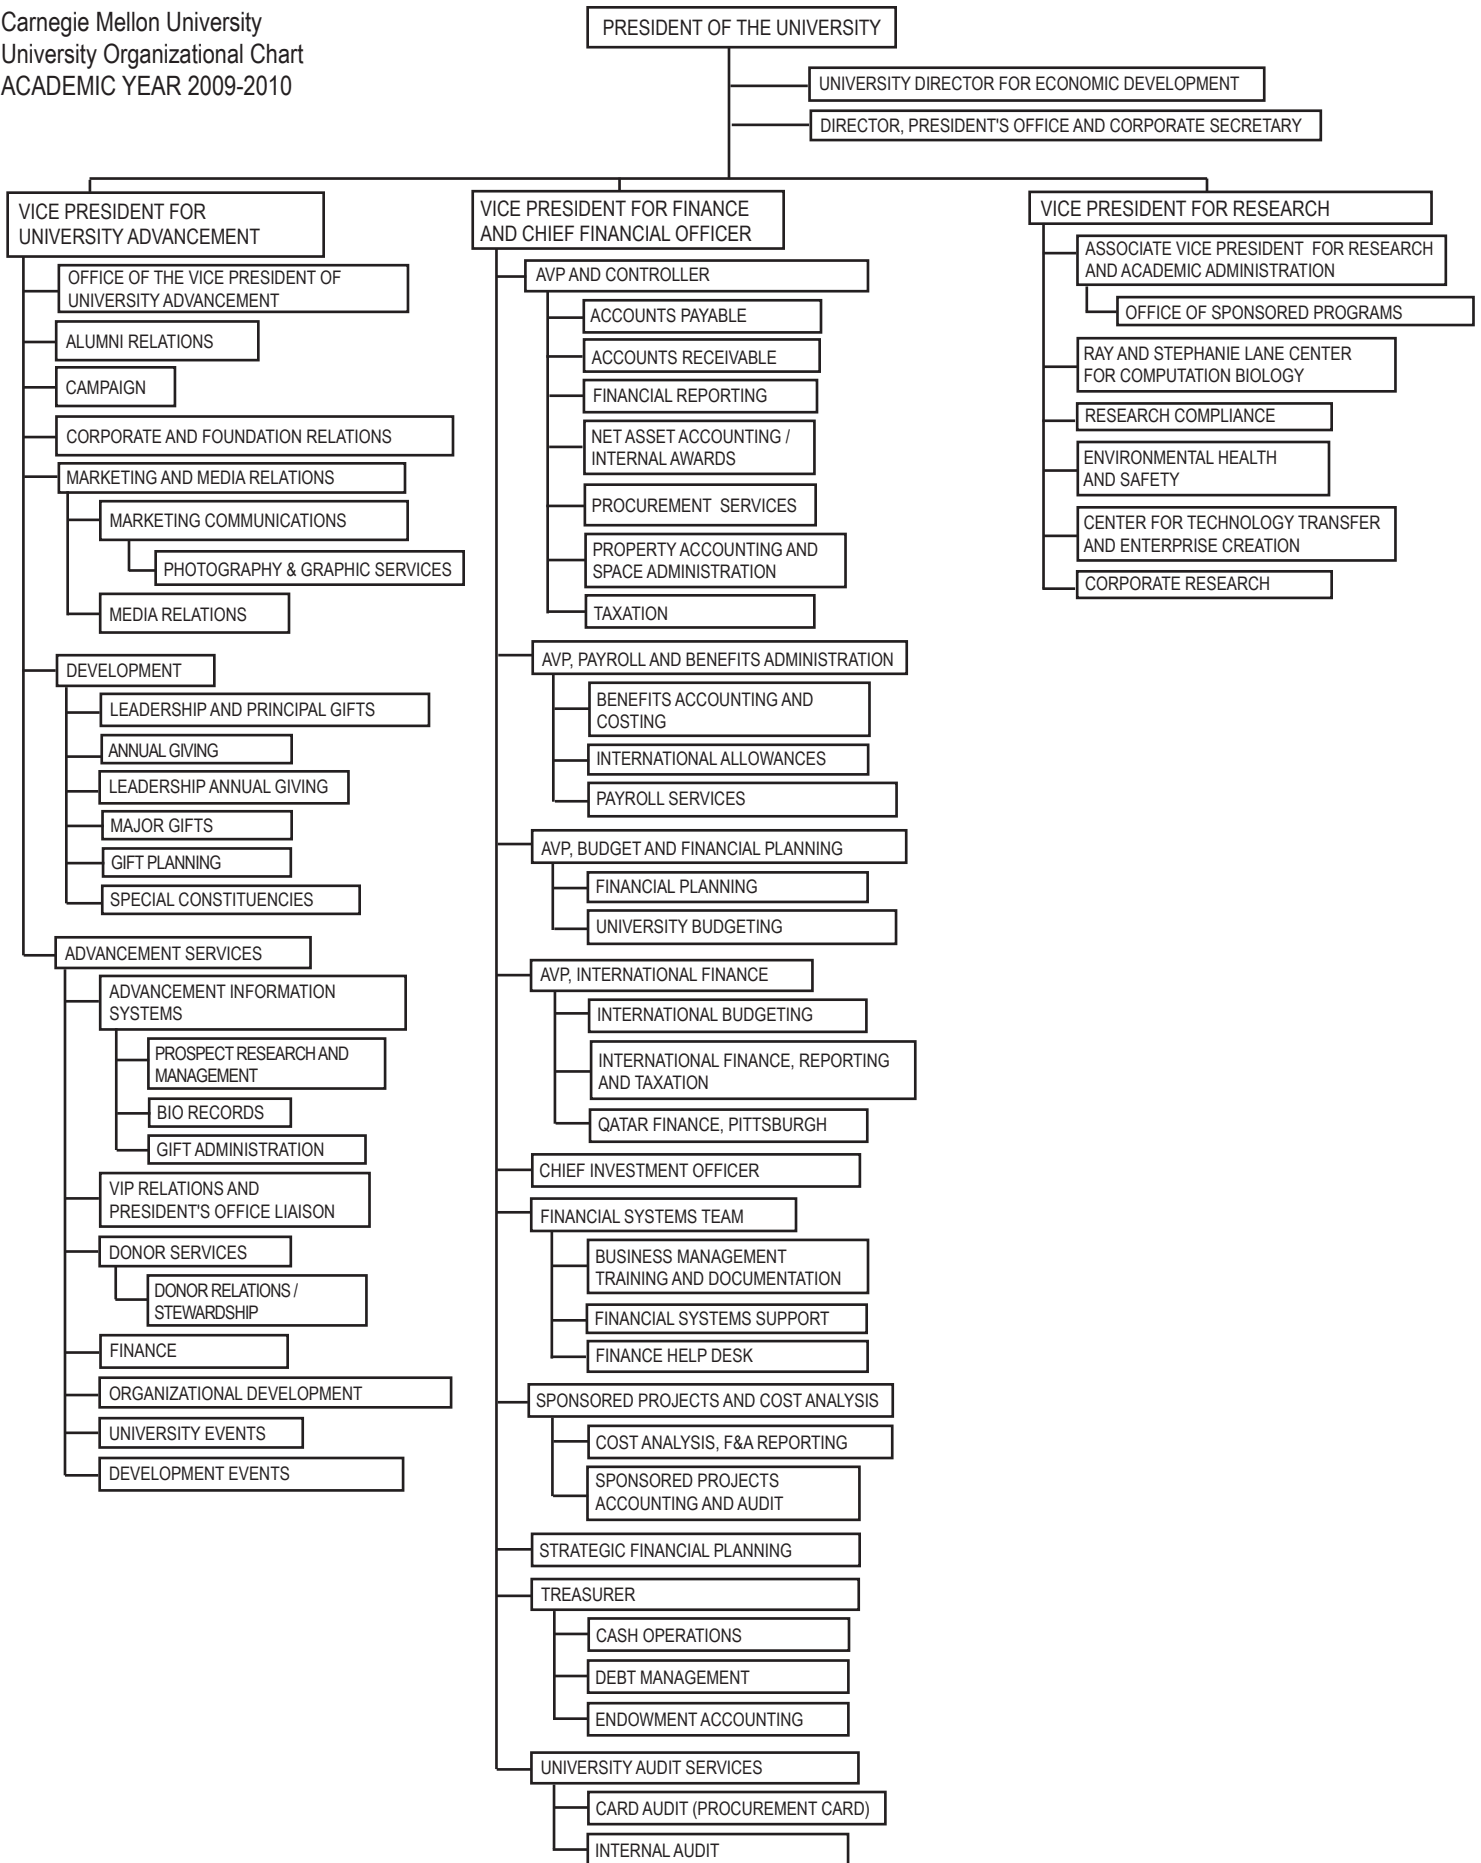 Carnegie Mellon University
University Organizational Chart
ACADEMIC YEAR 2009-2010
PRESIDENT OF THE UNIVERSITY
UNIVERSITY DIRECTOR FOR ECONOMIC DEVELOPMENT
DIRECTOR, PRESIDENT'S OFFICE AND CORPORATE SECRETARY
VICE PRESIDENT FOR
UNIVERSITY ADVANCEMENT
OFFICE OF THE VICE PRESIDENT OF
UNIVERSITY ADVANCEMENT
ALUMNI RELATIONS
CAMPAIGN
CORPORATE AND FOUNDATION RELATIONS
MARKETING AND MEDIA RELATIONS
MARKETING COMMUNICATIONS
PHOTOGRAPHY & GRAPHIC SERVICES
MEDIA RELATIONS
DEVELOPMENT
LEADERSHIP AND PRINCIPAL GIFTS
ANNUAL GIVING
LEADERSHIP ANNUAL GIVING
MAJOR GIFTS
GIFT PLANNING
SPECIAL CONSTITUENCIES
ADVANCEMENT SERVICES
ADVANCEMENT INFORMATION
SYSTEMS
PROSPECT RESEARCH AND
MANAGEMENT
BIO RECORDS
GIFT ADMINISTRATION
VIP RELATIONS AND
PRESIDENT'S OFFICE LIAISON
DONOR SERVICES
DONOR RELATIONS /
STEWARDSHIP
FINANCE
ORGANIZATIONAL DEVELOPMENT
UNIVERSITY EVENTS
DEVELOPMENT EVENTS
VICE PRESIDENT FOR FINANCE
AND CHIEF FINANCIAL OFFICER
AVP AND CONTROLLER
ACCOUNTS PAYABLE
ACCOUNTS RECEIVABLE
FINANCIAL REPORTING
NET ASSET ACCOUNTING /
INTERNAL AWARDS
PROCUREMENT SERVICES
PROPERTY ACCOUNTING AND
SPACE ADMINISTRATION
TAXATION
AVP, PAYROLL AND BENEFITS ADMINISTRATION
BENEFITS ACCOUNTING AND
COSTING
INTERNATIONAL ALLOWANCES
PAYROLL SERVICES
AVP, BUDGET AND FINANCIAL PLANNING
FINANCIAL PLANNING
UNIVERSITY BUDGETING
AVP, INTERNATIONAL FINANCE
INTERNATIONAL BUDGETING
INTERNATIONAL FINANCE, REPORTING
AND TAXATION
QATAR FINANCE, PITTSBURGH
CHIEF INVESTMENT OFFICER
FINANCIAL SYSTEMS TEAM
BUSINESS MANAGEMENT
TRAINING AND DOCUMENTATION
FINANCIAL SYSTEMS SUPPORT
FINANCE HELP DESK
SPONSORED PROJECTS AND COST ANALYSIS
COST ANALYSIS, F&A REPORTING
SPONSORED PROJECTS
ACCOUNTING AND AUDIT
STRATEGIC FINANCIAL PLANNING
TREASURER
CASH OPERATIONS
DEBT MANAGEMENT
ENDOWMENT ACCOUNTING
UNIVERSITY AUDIT SERVICES
CARD AUDIT (PROCUREMENT CARD)
INTERNAL AUDIT
VICE PRESIDENT FOR RESEARCH
ASSOCIATE VICE PRESIDENT FOR RESEARCH
AND ACADEMIC ADMINISTRATION
OFFICE OF SPONSORED PROGRAMS
RAY AND STEPHANIE LANE CENTER
FOR COMPUTATION BIOLOGY
RESEARCH COMPLIANCE
ENVIRONMENTAL HEALTH
AND SAFETY
CENTER FOR TECHNOLOGY TRANSFER
AND ENTERPRISE CREATION
CORPORATE RESEARCH